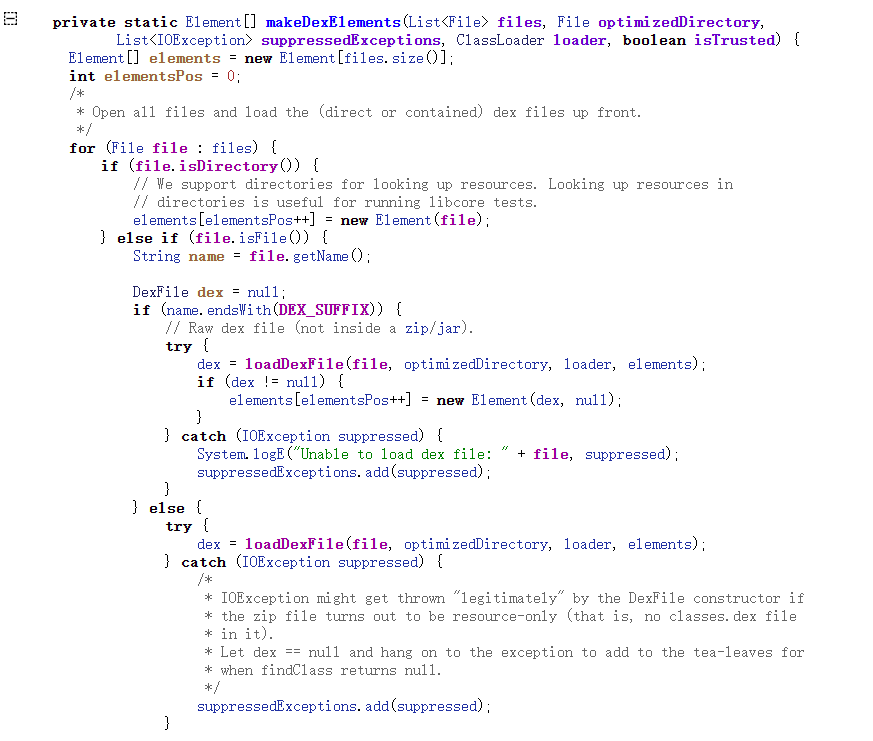 private static Element[] makeDexElements(List<File> files, File optimizedDirectory,
List<IOException> suppressedExceptions, ClassLoader loader, boolean isTrusted) {
Element[] elements = new Element[files.size()];
int elementsPos = 0;
/*
* Open all files and load the (direct or contained) dex files up front.
*/
for (File file : files) {
if (file.isDirectory()) {
// We support directories for looking up resources. Looking up resources in
// directories is useful for running libcore tests.
elements[elementsPos++] = new Element(file);
} else if (file.isFile()) {
String name = file.getName();
DexFile dex = null;
if (name.endsWith(DEX_SUFFIX)) {
// Raw dex file (not inside a zip/jar).
try {
dex = loadDexFile(file, optimizedDirectory, loader, elements);
if (dex != null) {
elements[elementsPos++] = new Element(dex, null);
}
} catch (IOException suppressed) {
System.logE("Unable to load dex file: " + file, suppressed);
suppressedExceptions.add(suppressed);
}
} else {
try {
dex = loadDexFile(file, optimizedDirectory, loader, elements);
} catch (IOException suppressed) {
/*
* IOException might get thrown "legitimately" by the DexFile constructor if
* the zip file turns out to be resource-only (that is, no classes.dex file
* in it).
* Let dex == null and hang on to the exception to add to the tea-leaves for
* when findClass returns null.
*/
suppressedExceptions.add(suppressed);
}